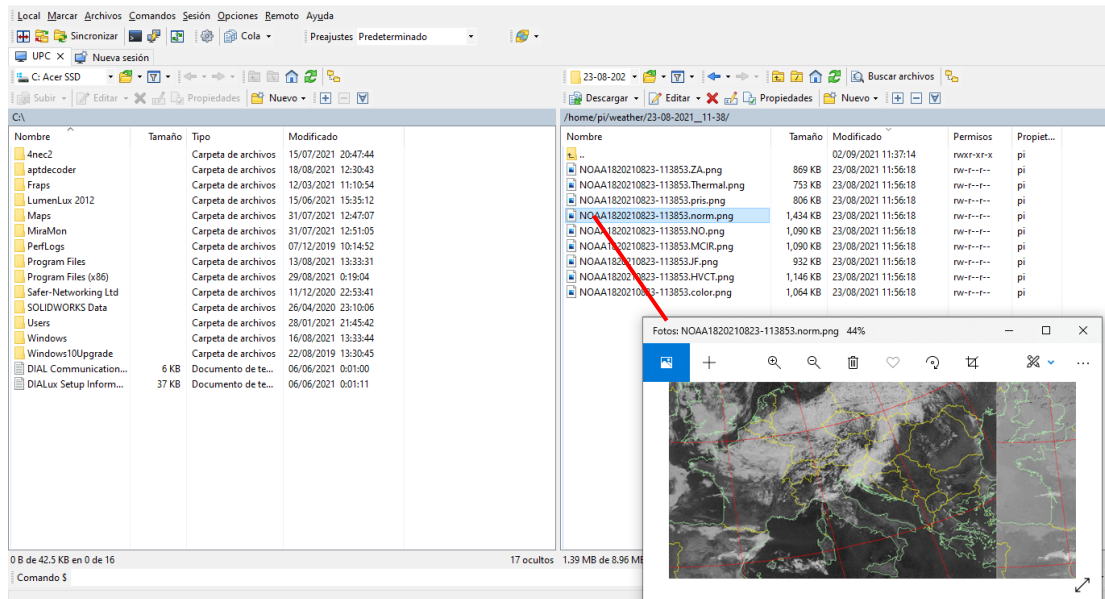 Local Marcar Archivos Comandos Sesión Opciones Remoto Ayuda
Sincronizar Cola Preajustes Predeterminado
UPC Nueva sesión
C: Acer SSD
Subir Editar Propiedades Nuevo
C:\
Nombre Tamaño Tipo Modificado
4nec2 Carpeta de archivos 15/07/2021 20:47:44
aptdecoder Carpeta de archivos 18/08/2021 12:30:43
Fraps Carpeta de archivos 12/03/2021 11:10:54
LumenLux 2012 Carpeta de archivos 15/06/2021 15:35:12
Maps Carpeta de archivos 31/07/2021 12:47:07
MiraMon Carpeta de archivos 31/07/2021 12:51:05
PerfLogs Carpeta de archivos 07/12/2019 10:14:52
Program Files Carpeta de archivos 13/08/2021 13:33:31
Program Files (x86) Carpeta de archivos 29/08/2021 0:19:04
Safer-Networking Ltd Carpeta de archivos 11/12/2020 22:53:41
SOLIDWORKS Data Carpeta de archivos 26/04/2020 23:10:06
Users Carpeta de archivos 28/01/2021 21:45:42
Windows Carpeta de archivos 16/08/2021 13:33:44
Windows10Upgrade Carpeta de archivos 22/08/2019 13:30:45
DIAL Communication... 6 KB Documento de te... 06/06/2021 0:01:00
DIALux Setup Inform... 37 KB Documento de te... 06/06/2021 0:01:11
0 B de 42.5 KB en 0 de 16 17 ocultos
Comando $
23-08-202 Buscar archivos
Descargar Editar Propiedades Nuevo
/home/pi/weather/23-08-2021__11-38/
Nombre Tamaño Modificado Permisos Propiet...
.. 02/09/2021 11:37:14 rwxr-xr-x pi
NOAA1820210823-113853.ZA.png 869 KB 23/08/2021 11:56:18 rw-r--r-- pi
NOAA1820210823-113853.Thermal.png 753 KB 23/08/2021 11:56:18 rw-r--r-- pi
NOAA1820210823-113853.pris.png 806 KB 23/08/2021 11:56:18 rw-r--r-- pi
NOAA1820210823-113853.norm.png 1,434 KB 23/08/2021 11:56:18 rw-r--r-- pi
NOAA1820210823-113853.NO.png 1,090 KB 23/08/2021 11:56:18 rw-r--r-- pi
NOAA1820210823-113853.MCIR.png 1,090 KB 23/08/2021 11:56:18 rw-r--r-- pi
NOAA1820210823-113853.JF.png 932 KB 23/08/2021 11:56:18 rw-r--r-- pi
NOAA1820210823-113853.HVCT.png 1,146 KB 23/08/2021 11:56:18 rw-r--r-- pi
NOAA1820210823-113853.color.png 1,064 KB 23/08/2021 11:56:18 rw-r--r-- pi
1.39 MB de 8.96 MB
Fotos: NOAA1820210823-113853.norm.png 44%